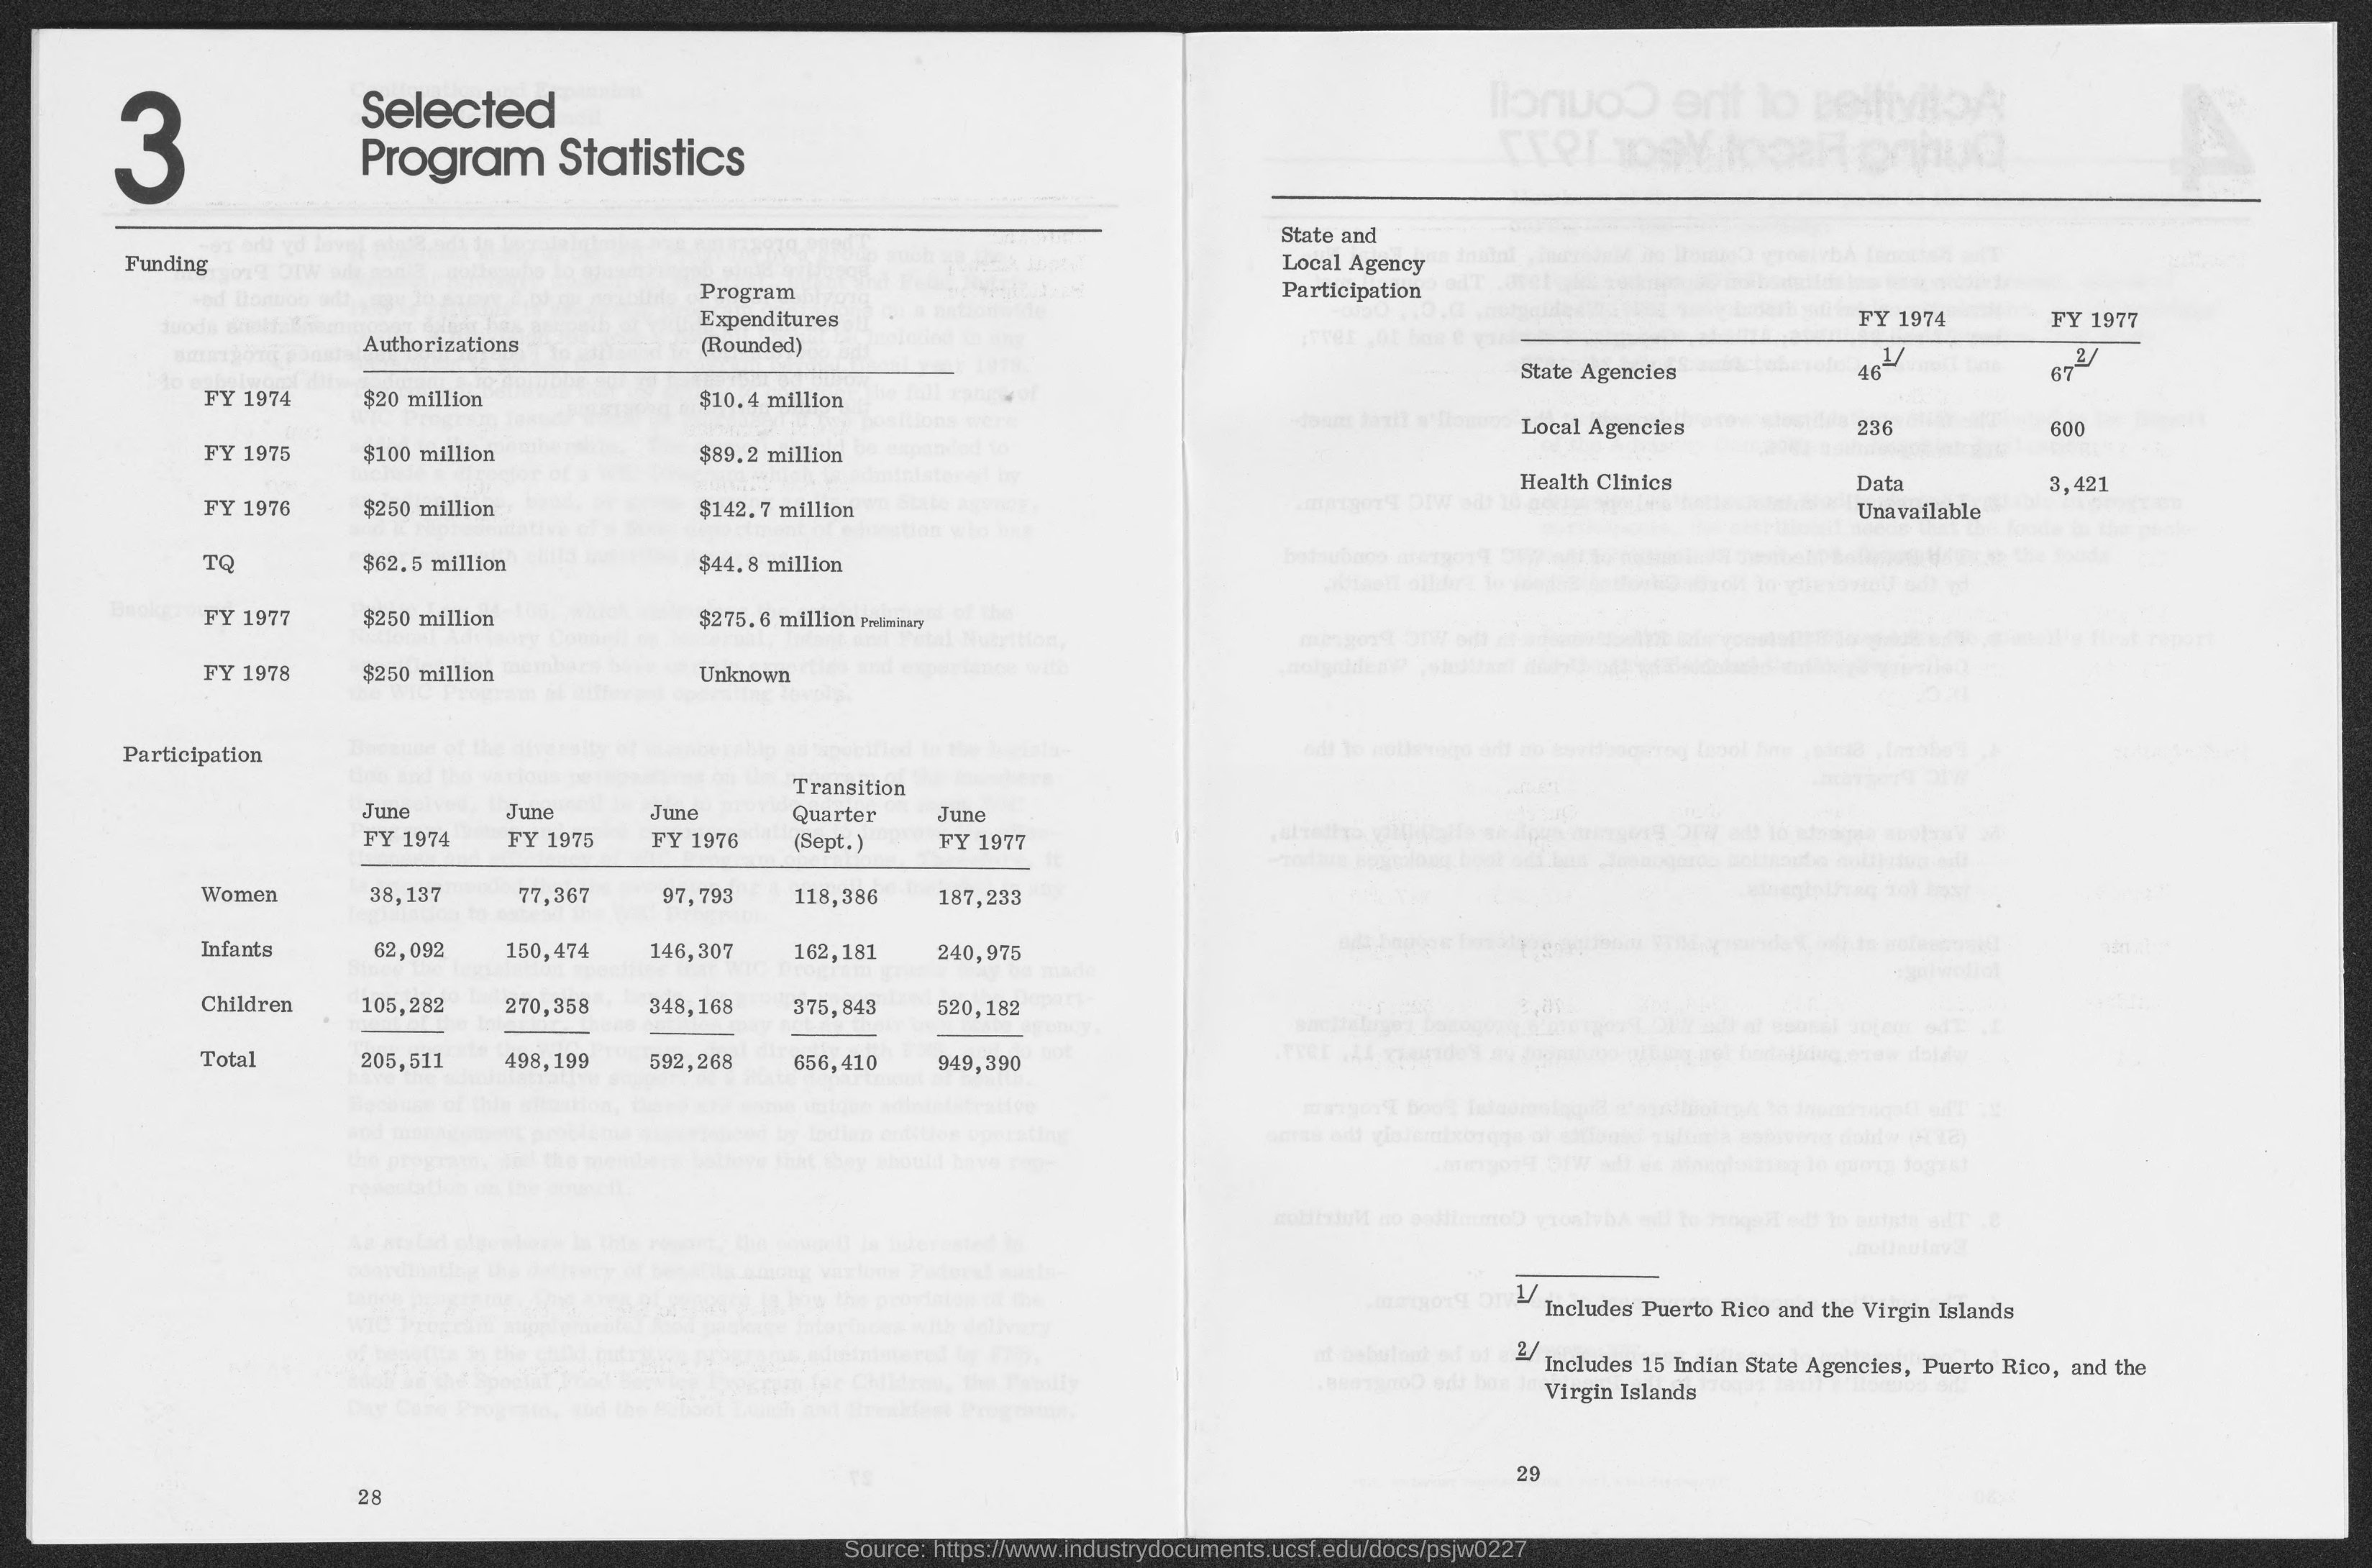 3
Selected
Program Statistics
Funding
Program
Expenditures
Authorizations (Rounded)
FY 1974 $20 million $10.4 million
FY 1975 $100 million $89.2 million
FY 1976 $250 million $142.7 million
TQ $62.5 million $44.8 million
FY 1977 $250 million $275.6 million Preliminary
FY 1978 $250 million Unknown
Participation
Transition
June June June Quarter June
FY 1974 FY 1975 FY 1976 (Sept.) FY 1977
Women 38,137 77,367 97,793 118,386 187,233
Infants 62,092 150,474 146,307 162,181 240,975
Children 105,282 270,358 348,168 375,843 520,182
Total 205,511 498,199 592,268 656,410 949,390
28
State and
Local Agency
Participation
FY 1974 FY 1977
State Agencies 46 1/ 67 2/
Local Agencies 236 600
Health Clinics Data 3,421
Unavailable
1/ Includes Puerto Rico and the Virgin Islands
2/ Includes 15 Indian State Agencies, Puerto Rico, and the
Virgin Islands
29
Source: https://www.industrydocuments.ucsf.edu/docs/psjw0227